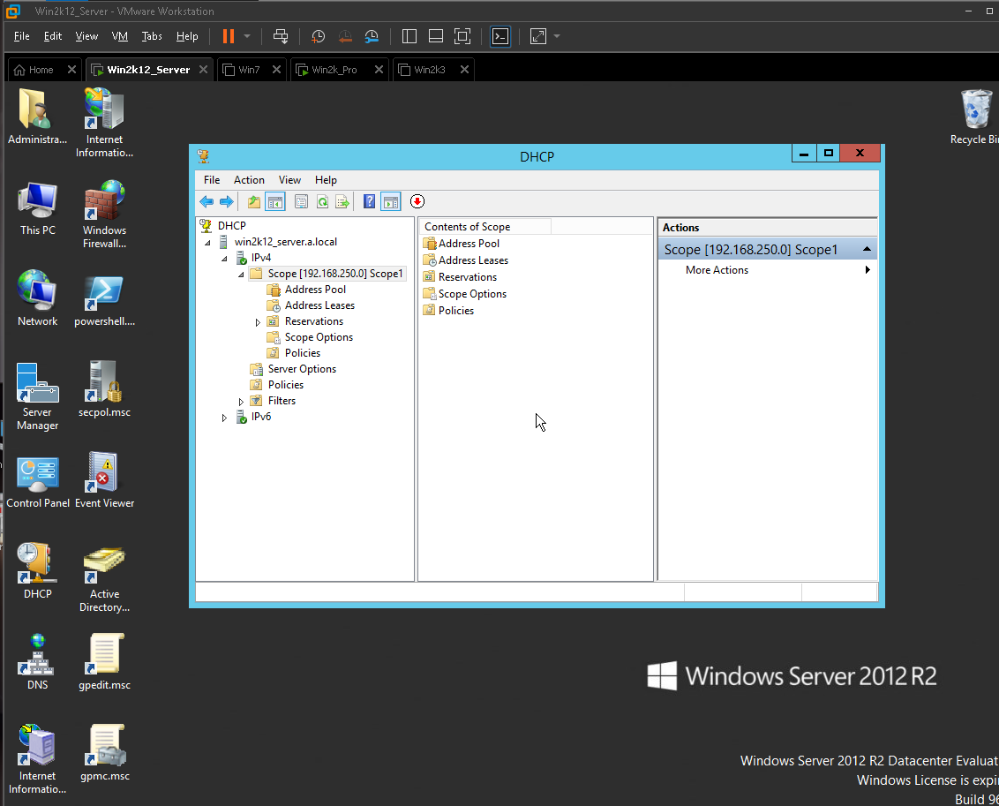 Win2k12_Server - VMware Workstation
File Edit View VM Tabs Help
Home Win2k12_Server Win7 Win2k_Pro Win2k3
Administra...
Internet
Informatio...
Recycle Bin
This PC
Windows
Firewall...
Network
powershell....
Server
Manager
secpol.msc
Control Panel
Event Viewer
DHCP
Active
Directory...
DNS
gpedit.msc
Internet
Informatio...
gpmc.msc
DHCP
File Action View Help
DHCP
win2k12_server.a.local
IPv4
Scope [192.168.250.0] Scope1
Address Pool
Address Leases
Reservations
Scope Options
Policies
Server Options
Policies
Filters
IPv6
Contents of Scope
Address Pool
Address Leases
Reservations
Scope Options
Policies
Actions
Scope [192.168.250.0] Scope1
More Actions
Windows Server 2012 R2
Windows Server 2012 R2 Datacenter Evaluat
Windows License is expi
Build 96